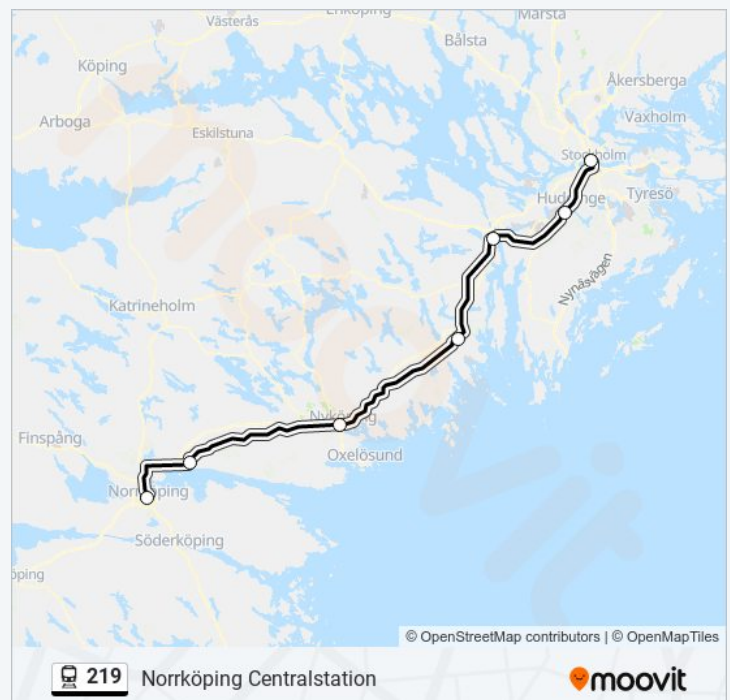 Enköping
Märsta
Västerås
Bålsta
Köping
Åkersberga
Arboga
Vaxholm
Eskilstuna
Stockholm
Huddinge
Tyresö
Nynäsvägen
Katrineholm
Nyköping
Finspång
Oxelösund
Norrköping
Söderköping
öping
© OpenStreetMap contributors | © OpenMapTiles
219 Norrköping Centralstation
moovit